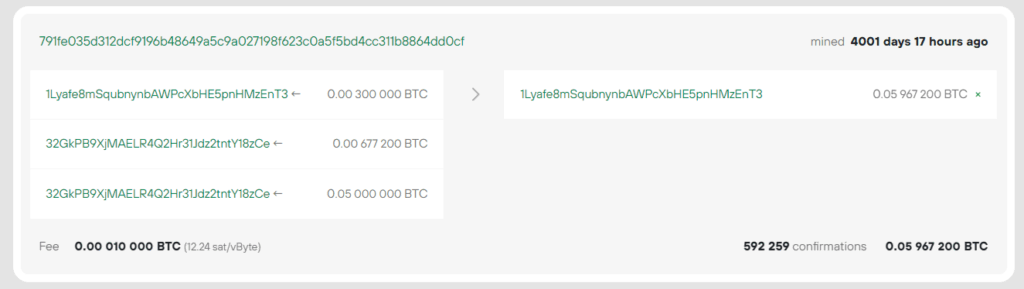 791fe035d312dcf9196b48649a5c9a027198f623c0a5f5bd4cc311b8864dd0cf
mined 4001 days 17 hours ago
1Lyafe8mSqubnynbAWPcXbHE5pnHMzEnT3 ← 0.00 300 000 BTC
32GkPB9XjMAELR4Q2Hr31Jdz2tntY18zCe ← 0.00 677 200 BTC
32GkPB9XjMAELR4Q2Hr31Jdz2tntY18zCe ← 0.05 000 000 BTC
1Lyafe8mSqubnynbAWPcXbHE5pnHMzEnT3 0.05 967 200 BTC ×
Fee 0.00 010 000 BTC (12.24 sat/vByte)
592 259 confirmations 0.05 967 200 BTC